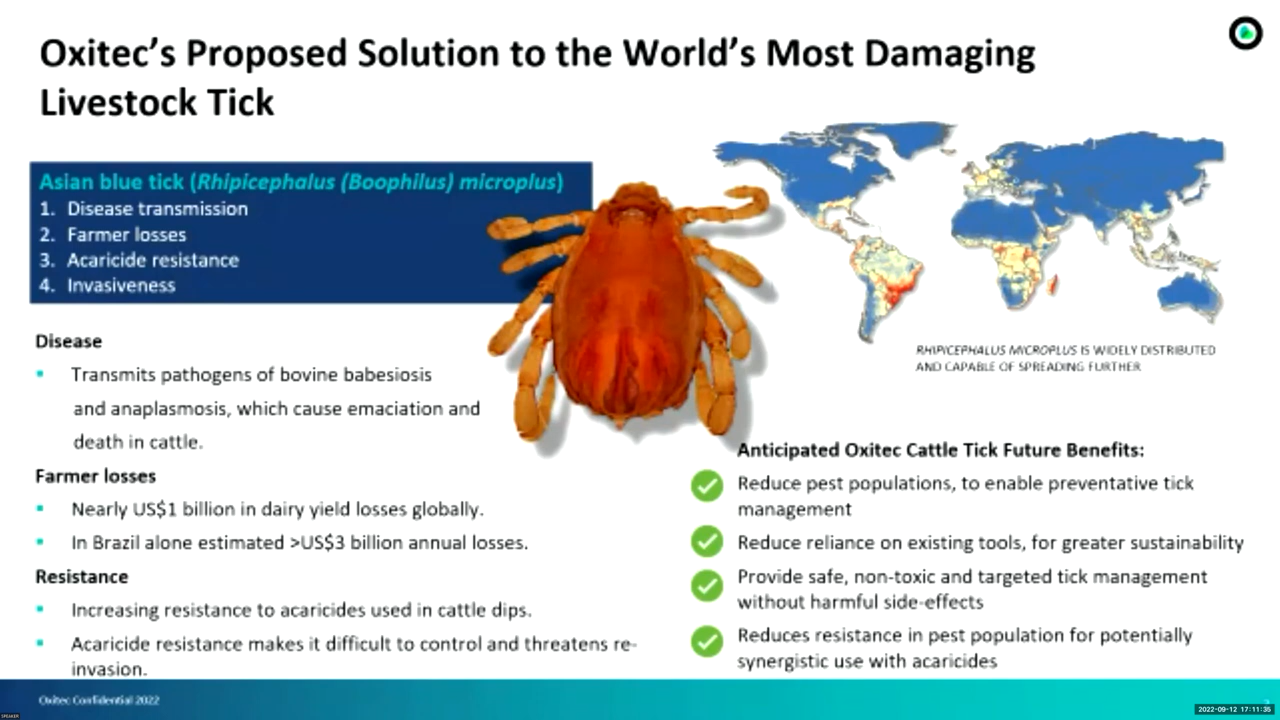 Oxitec's Proposed Solution to the World's Most Damaging
Livestock Tick
Asian blue tick (Rhipicephalus (Boophilus) microplus)
1. Disease transmission
2. Farmer losses
3. Acaricide resistance
4. Invasiveness
RHIPICEPHALUS MICROPLUS IS WIDELY DISTRIBUTED
AND CAPABLE OF SPREADING FURTHER
Disease
Transmits pathogens of bovine babesiosis
and anaplasmosis, which cause emaciation and
death in cattle.
Farmer losses
Nearly US$1 billion in dairy yield losses globally.
In Brazil alone estimated >US$3 billion annual losses.
Resistance
Increasing resistance to acaricides used in cattle dips.
Acaricide resistance makes it difficult to control and threatens re-
invasion.
Anticipated Oxitec Cattle Tick Future Benefits:
Reduce pest populations, to enable preventative tick
management
Reduce reliance on existing tools, for greater sustainability
Provide safe, non-toxic and targeted tick management
without harmful side-effects
Reduces resistance in pest population for potentially
synergistic use with acaricides
Oxitec Confidential 2022
SPEAKER
2022-09-12 17:11:35